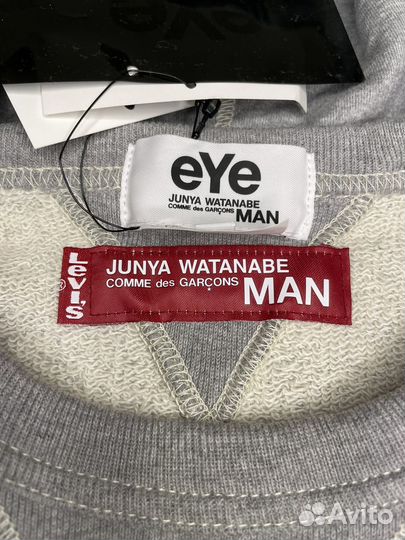 eYe
JUNYA WATANABE
COMME des GARÇONS MAN
Levi's ®
JUNYA WATANABE
COMME des GARÇONS MAN
Avito